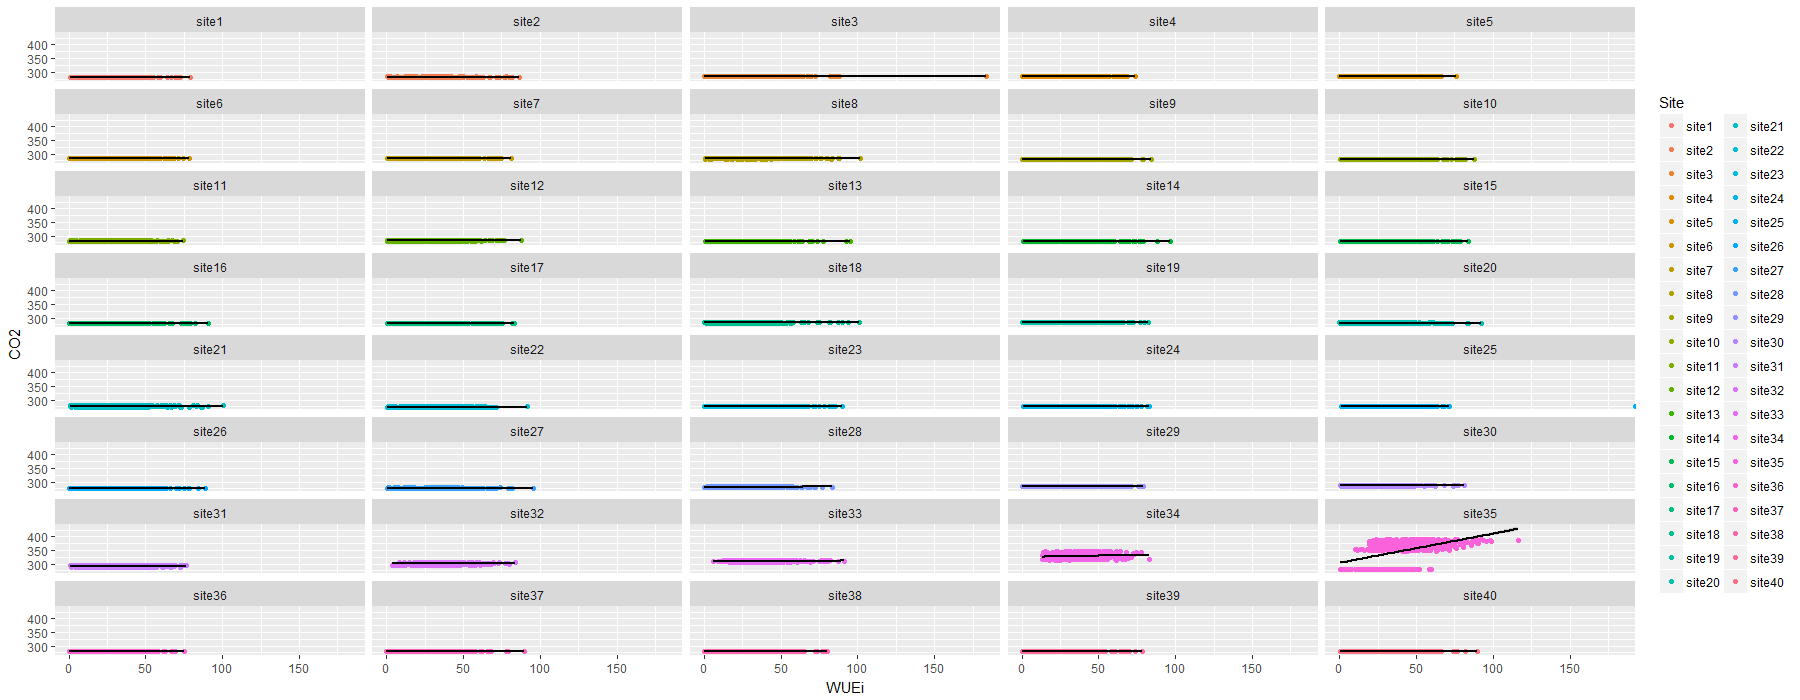 site1 site2 site3 site4 site5
400
350
300
site6 site7 site8 site9 site10
400
350
300
site11 site12 site13 site14 site15
400
350
300
site16 site17 site18 site19 site20
400
350
300
site21 site22 site23 site24 site25
400
350
300
site26 site27 site28 site29 site30
400
350
300
site31 site32 site33 site34 site35
400
350
300
site36 site37 site38 site39 site40
400
350
300
0 50 100 150 0 50 100 150 0 50 100 150 0 50 100 150 0 50 100 150
WUEi
CO2
Site
site1 site21
site2 site22
site3 site23
site4 site24
site5 site25
site6 site26
site7 site27
site8 site28
site9 site29
site10 site30
site11 site31
site12 site32
site13 site33
site14 site34
site15 site35
site16 site36
site17 site37
site18 site38
site19 site39
site20 site40